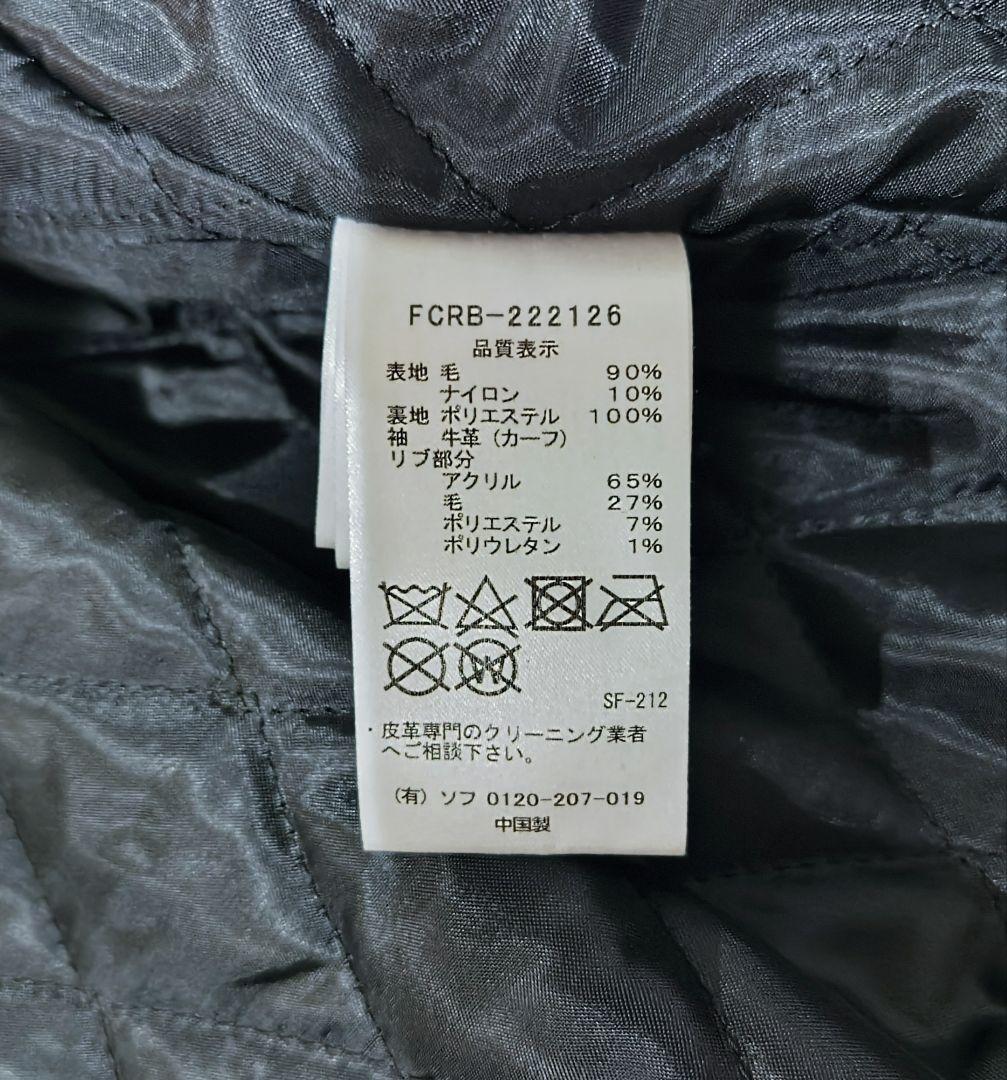 FCRB-222126
品質表示
表地 毛 90%
ナイロン 10%
裏地 ポリエステル 100%
袖 牛革(カーフ)
リブ部分
アクリル 65%
毛 27%
ポリエステル 7%
ポリウレタン 1%
W
SF-212
・皮革専門のクリーニング業者
へご相談下さい。
(有) ソフ 0120-207-019
中国製